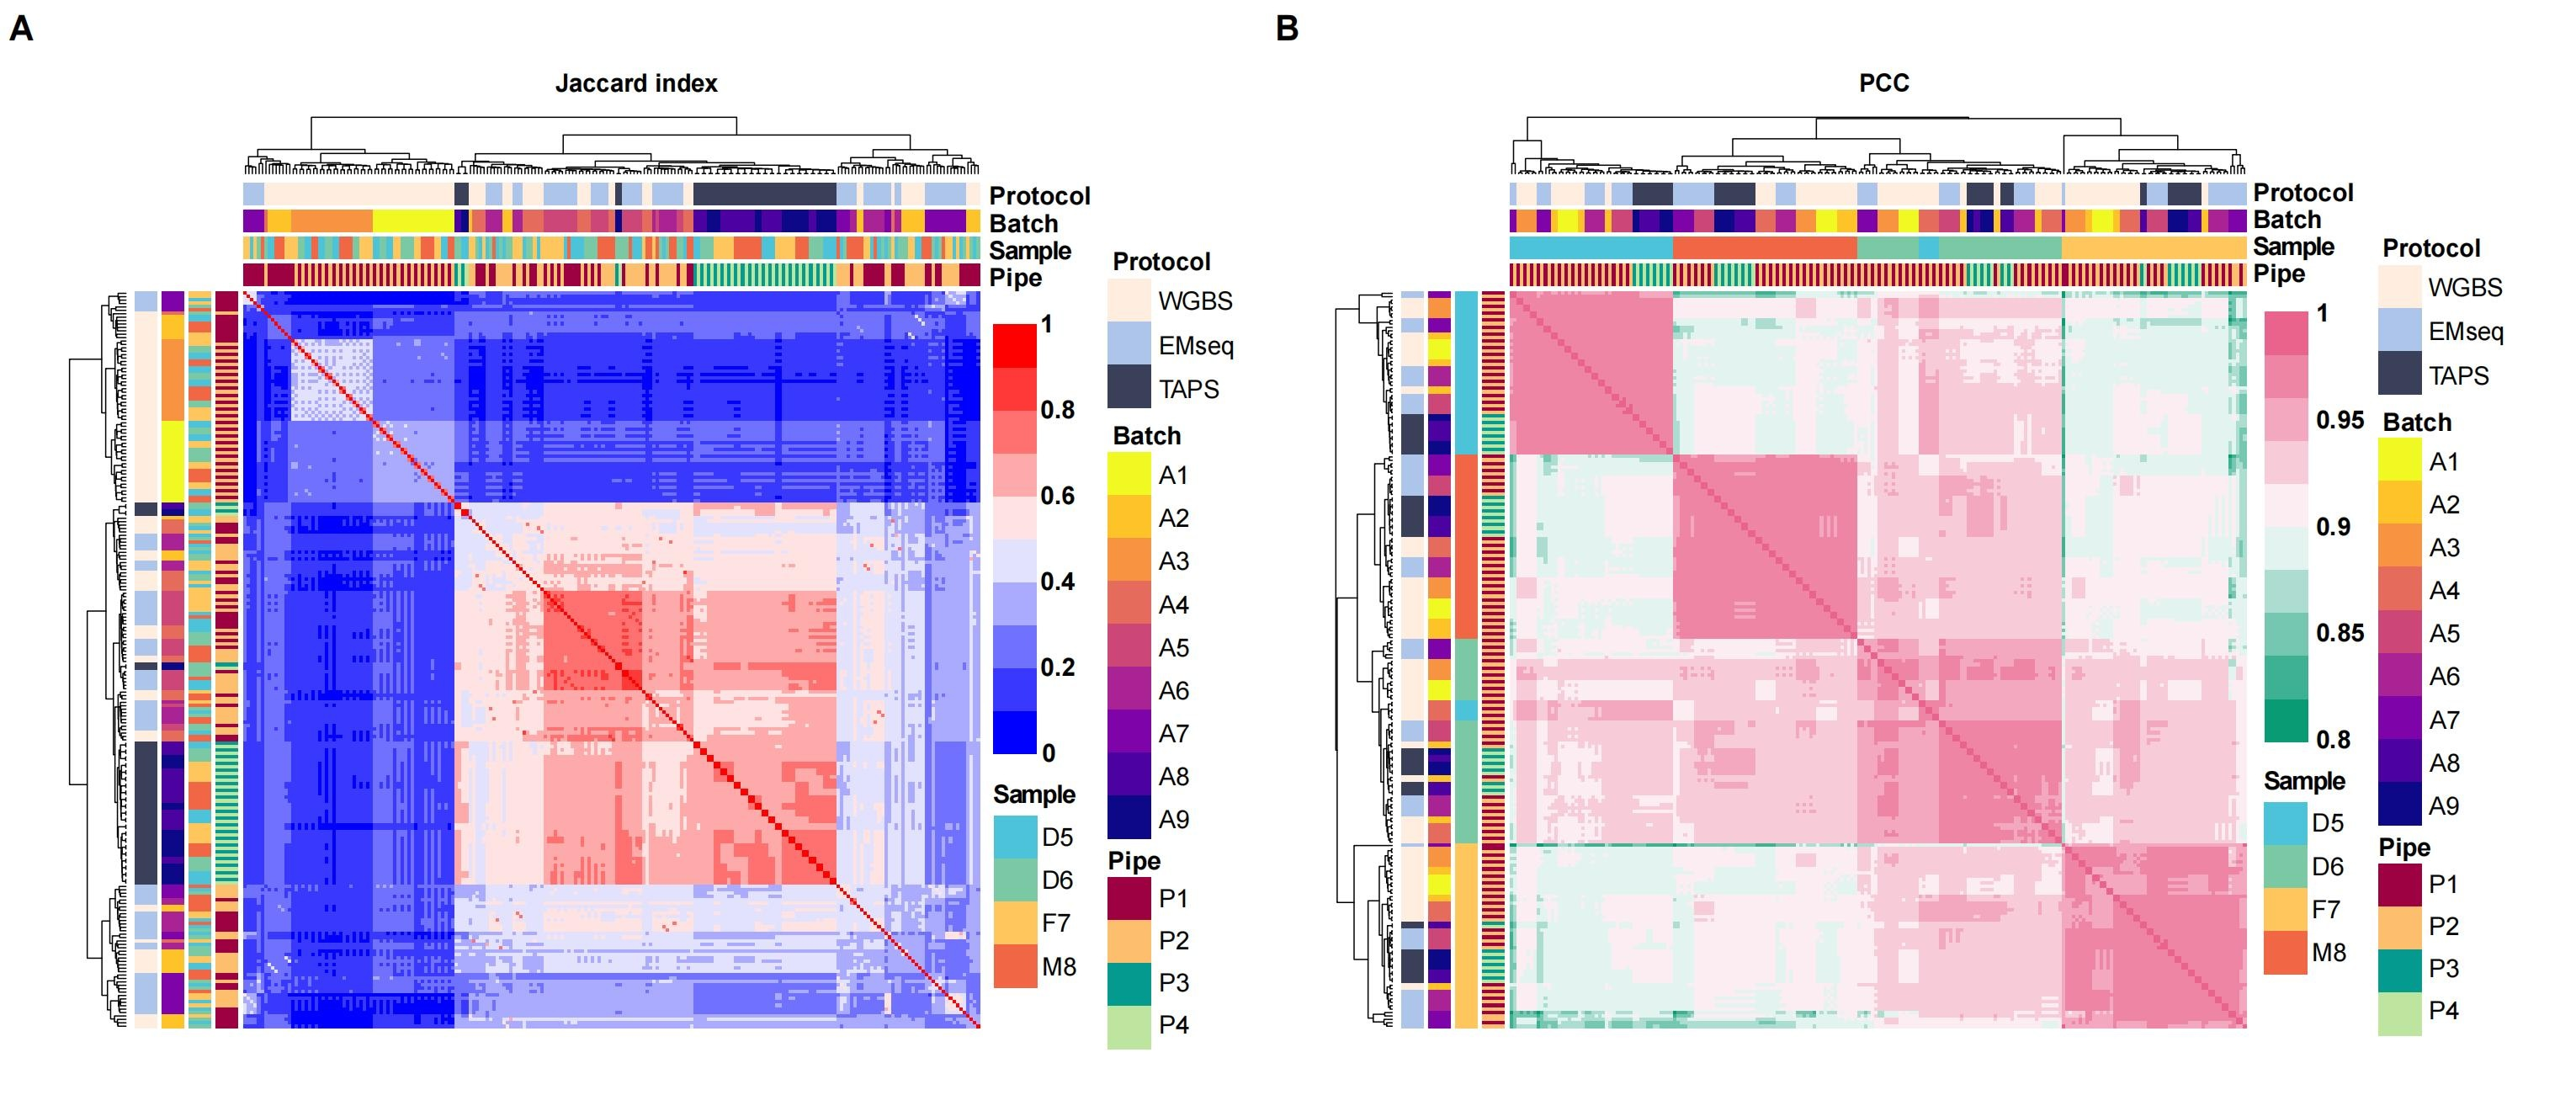 A
Jaccard index
Protocol
Batch
Sample
Pipe
1
0.8
0.6
0.4
0.2
0
Sample
D5
D6
F7
M8
Protocol
WGBS
EMseq
TAPS
Batch
A1
A2
A3
A4
A5
A6
A7
A8
A9
Pipe
P1
P2
P3
P4
B
PCC
Protocol
Batch
Sample
Pipe
1
0.95
0.9
0.85
0.8
Sample
D5
D6
F7
M8
Protocol
WGBS
EMseq
TAPS
Batch
A1
A2
A3
A4
A5
A6
A7
A8
A9
Pipe
P1
P2
P3
P4